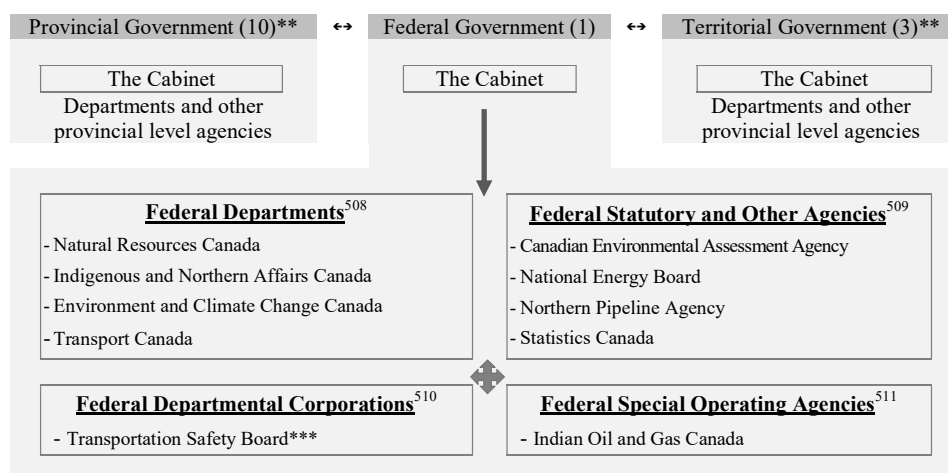 Provincial Government (10)** ↔ Federal Government (1) ↔ Territorial Government (3)**
The Cabinet
Departments and other
provincial level agencies
The Cabinet
The Cabinet
Departments and other
provincial level agencies
Federal Departments508
- Natural Resources Canada
- Indigenous and Northern Affairs Canada
- Environment and Climate Change Canada
- Transport Canada
Federal Statutory and Other Agencies509
- Canadian Environmental Assessment Agency
- National Energy Board
- Northern Pipeline Agency
- Statistics Canada
Federal Departmental Corporations510
- Transportation Safety Board***
Federal Special Operating Agencies511
- Indian Oil and Gas Canada